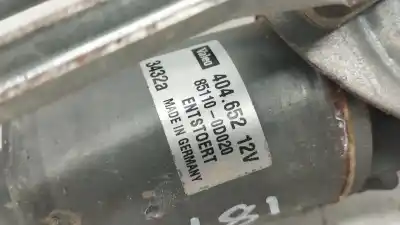 Valeo
404.652 12V
3432a
85110-0D020
ENTSTOERT
MADE IN GERMANY